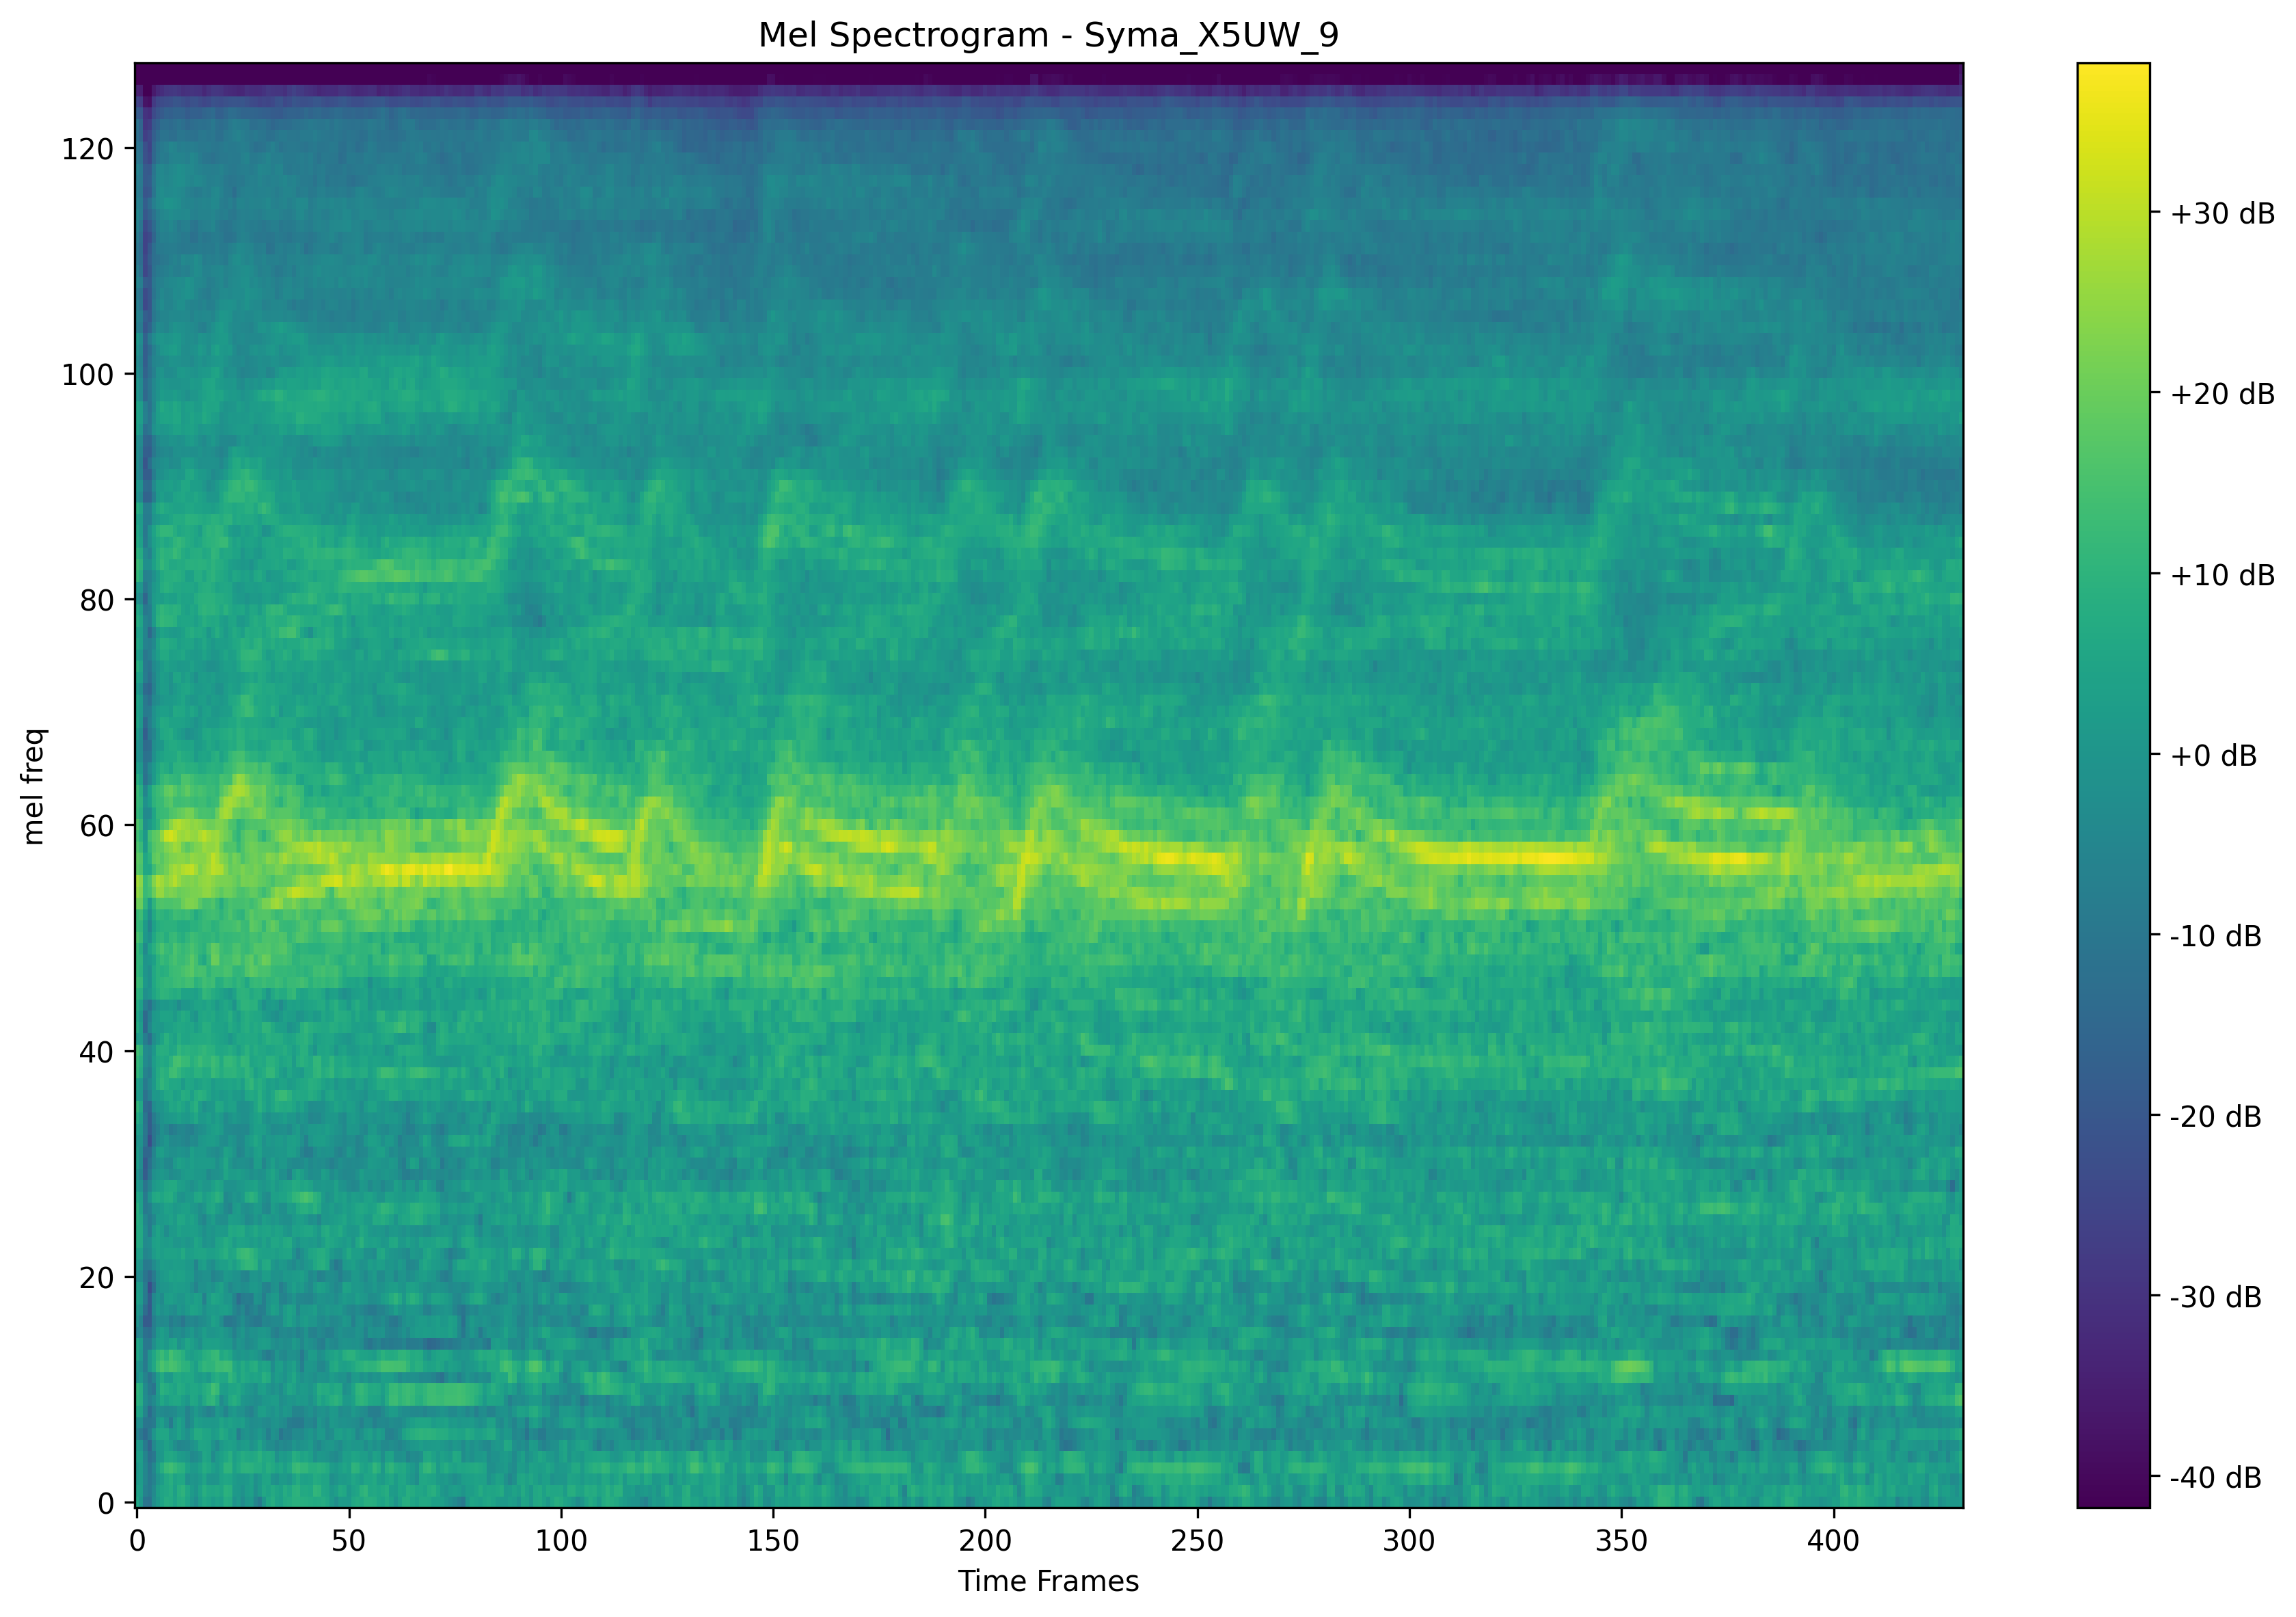 Mel Spectrogram - Syma_X5UW_9
mel freq
120
100
80
60
40
20
0
0 50 100 150 200 250 300 350 400
Time Frames
+30 dB
+20 dB
+10 dB
+0 dB
-10 dB
-20 dB
-30 dB
-40 dB